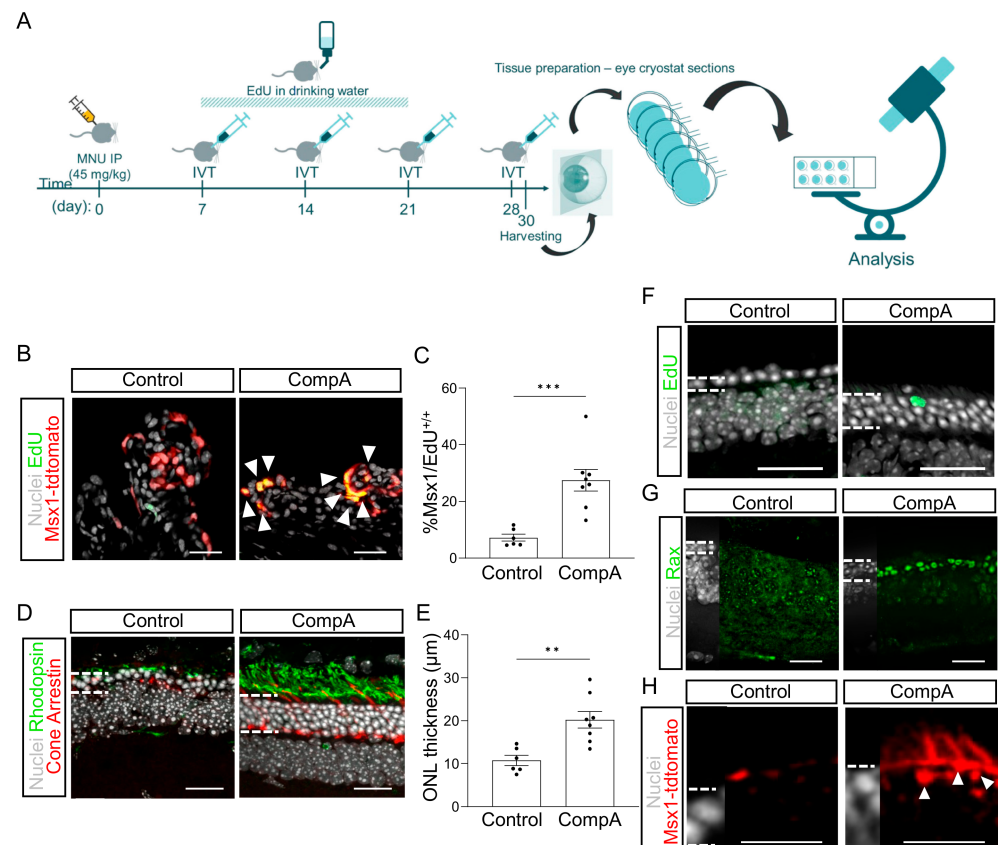 A
EdU in drinking water
Tissue preparation – eye cryostat sections
MNU IP
(45 mg/kg)
IVT
IVT
IVT
IVT
Time
(day): 0
7
14
21
28
30
Harvesting
Analysis
B
Control
CompA
Nuclei EdU
Msx1-tdtomato
C
%Msx1/EdU+/+
60
40
20
0
***
Control
CompA
D
Control
CompA
Nuclei Rhodopsin
Cone Arrestin
E
ONL thickness (μm)
40
30
20
10
0
**
Control
CompA
F
Control
CompA
Nuclei EdU
G
Control
CompA
Nuclei Rax
H
Control
CompA
Nuclei
Msx1-tdtomato